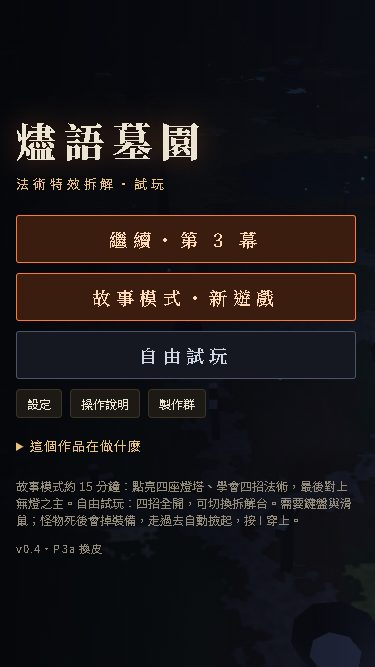 燼語墓園
法術特效拆解・試玩
繼續・第 3 幕
故事模式・新遊戲
自由試玩
設定 操作說明 製作群
▶ 這個作品在做什麼
故事模式約 15 分鐘：點亮四座燈塔、學會四招法術，最後對上
無燈之主。自由試玩：四招全開，可切換拆解台。需要鍵盤與滑
鼠；怪物死後會掉裝備，走過去自動撿起，按 I 穿上。
v0.4・P3a 換皮